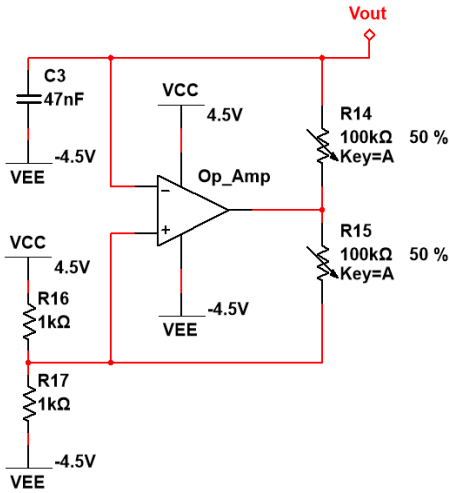 Vout
C3
47nF
VCC
4.5V
R14
100kΩ 50 %
Key=A
-4.5V
VEE
Op_Amp
−
+
R15
100kΩ 50 %
Key=A
VCC
4.5V
R16
1kΩ
-4.5V
VEE
R17
1kΩ
-4.5V
VEE